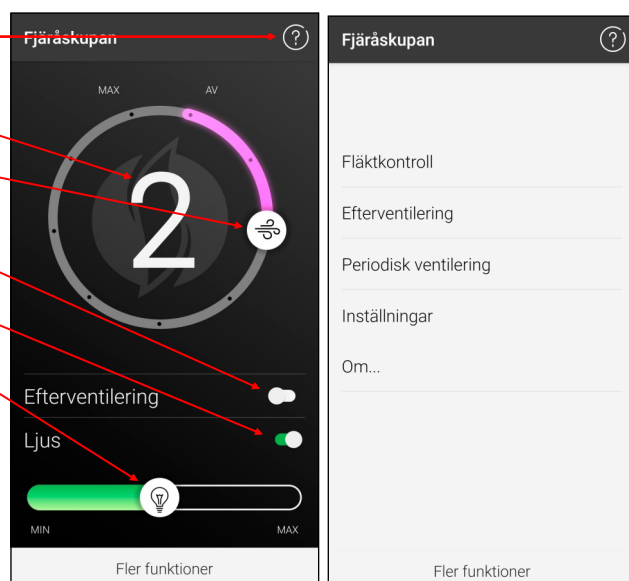 Fjäråskupan
?
MAX
AV
2
Efterventilering
Ljus
MIN
MAX
Fler funktioner
Fjäråskupan
?
Fläktkontroll
Efterventilering
Periodisk ventilering
Inställningar
Om...
Fler funktioner